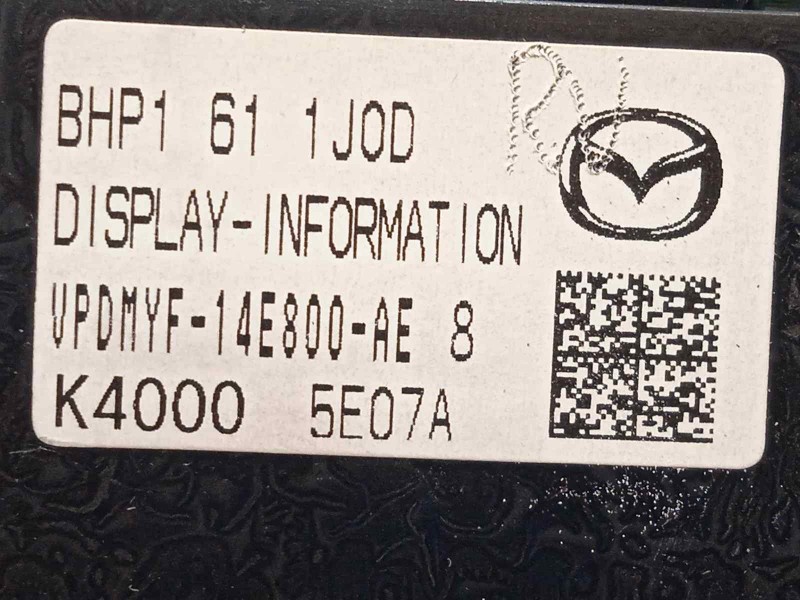 BHP1 61 1J0D
DISPLAY-INFORMATION
VPDMYF-14E800-AE 8
K4000 5E07A